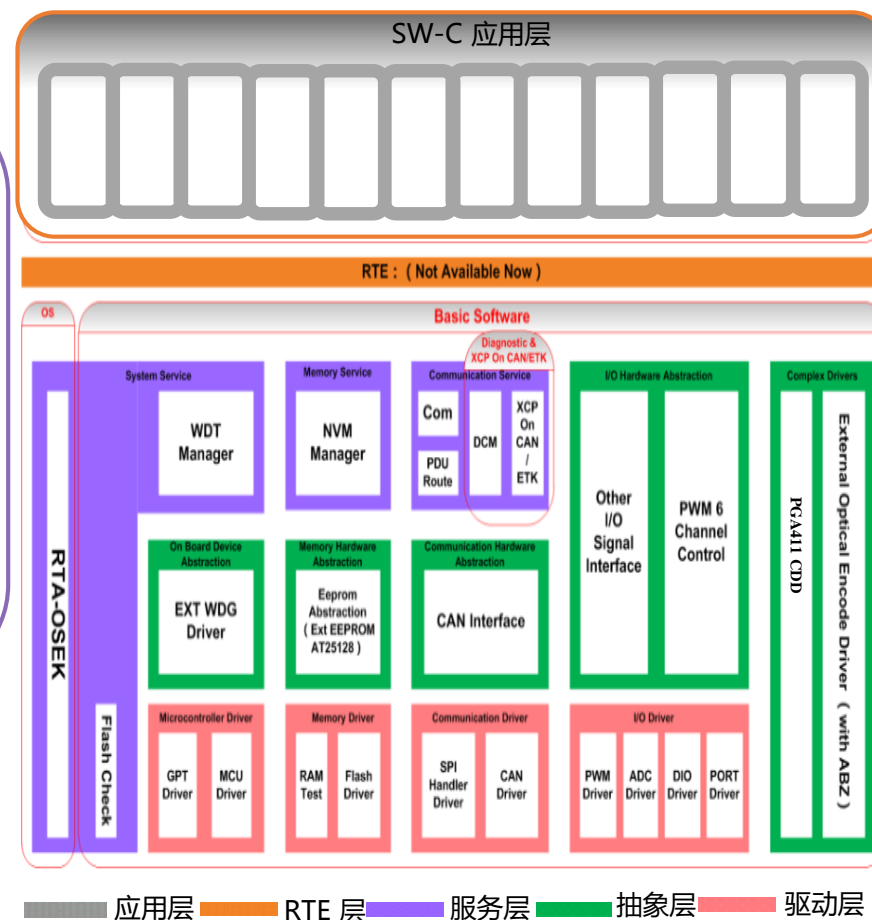 SW-C 应用层
RTE : ( Not Available Now )
OS
Basic Software
Diagnostic &
XCP On CAN/ETK
System Service
WDT
Manager
Memory Service
NVM
Manager
Communication Service
Com
PDU
Route
DCM
XCP
On
CAN
/
ETK
I/O Hardware Abstraction
Other
I/O
Signal
Interface
PWM 6
Channel
Control
Complex Drivers
PGA411 CDD
External Optical Encode Driver ( with ABZ )
RTA-OSEK
Flash Check
On Board Device
Abstraction
EXT WDG
Driver
Memory Hardware
Abstraction
Eeprom
Abstraction
( Ext EEPROM
AT25128 )
Communication Hardware
Abstraction
CAN Interface
Microcontroller Driver
GPT
Driver
MCU
Driver
Memory Driver
RAM
Test
Flash
Driver
Communication Driver
SPI
Handler
Driver
CAN
Driver
I/O Driver
PWM
Driver
ADC
Driver
DIO
Driver
PORT
Driver
应用层
RTE 层
服务层
抽象层
驱动层